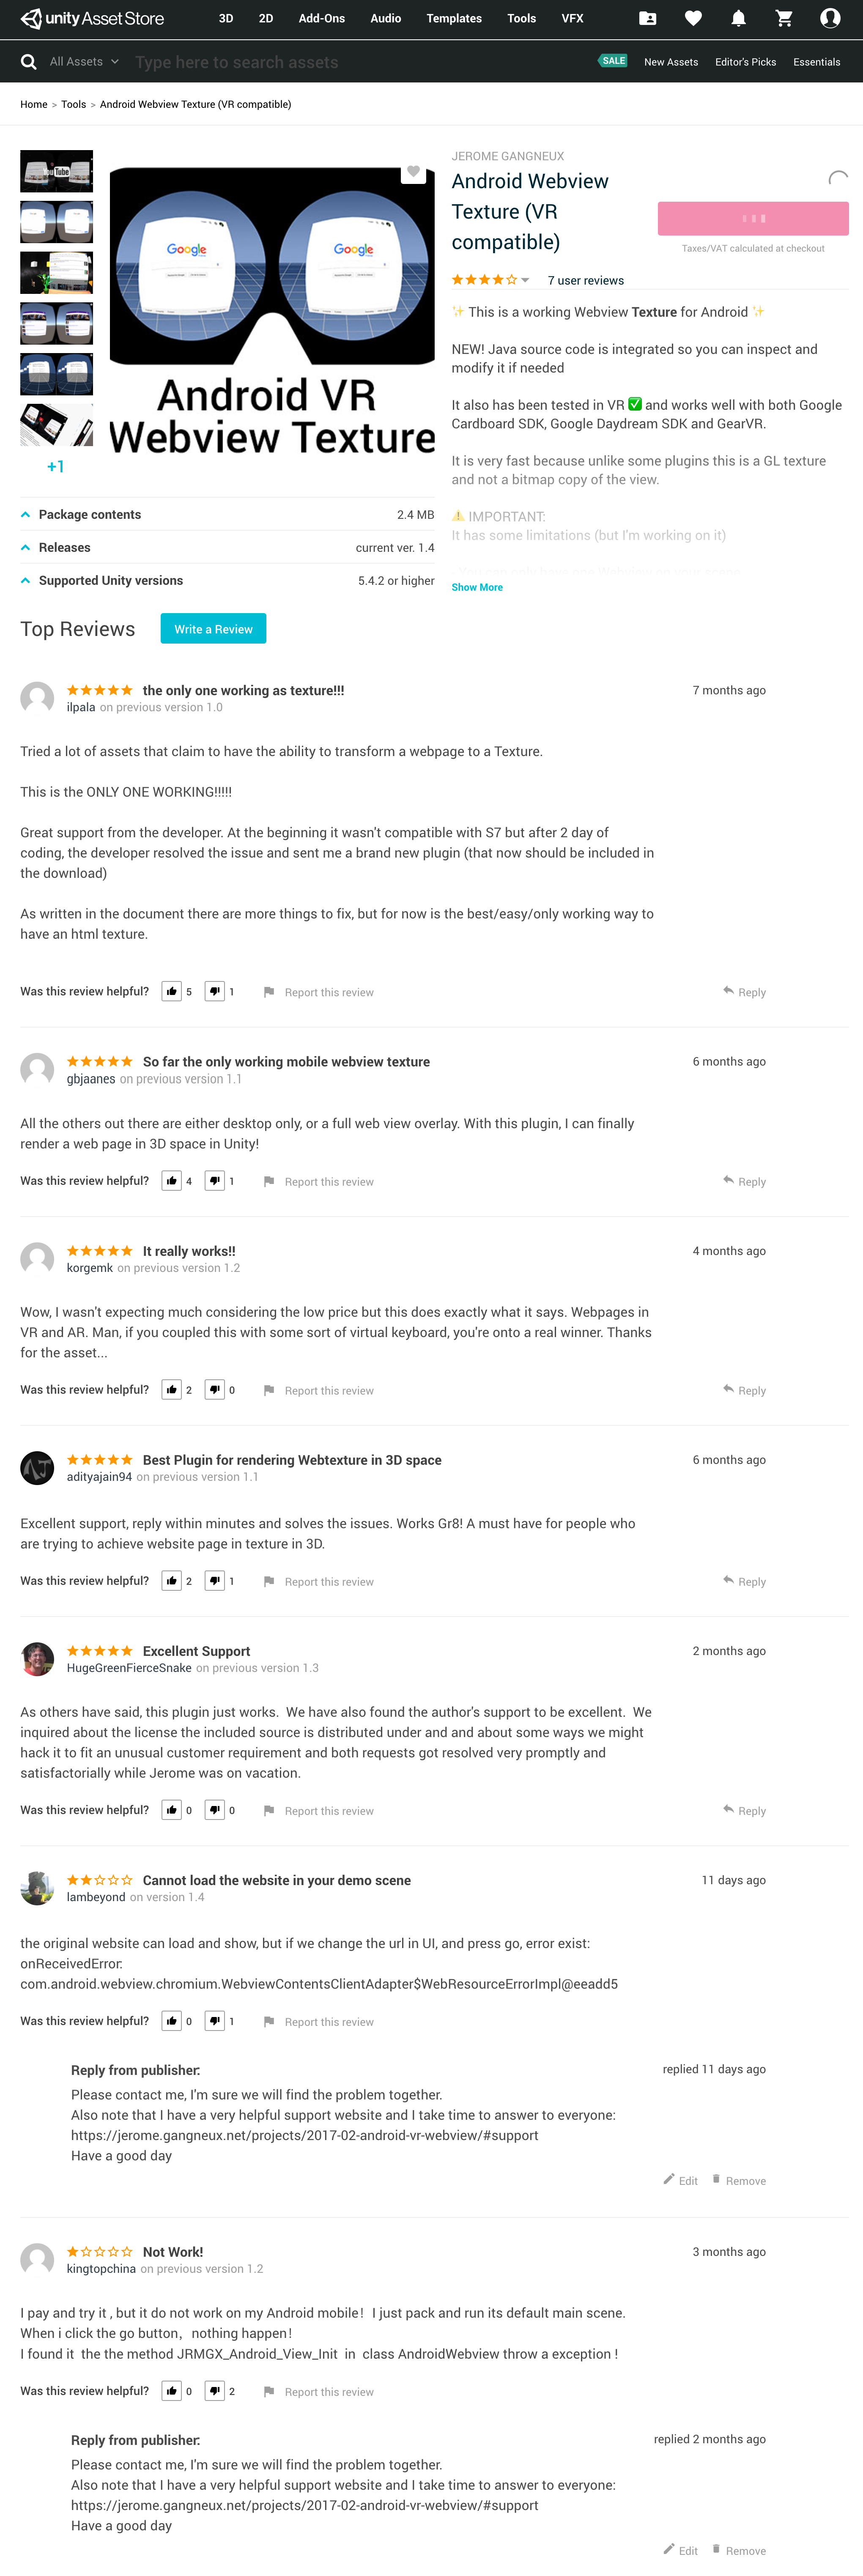 unity Asset Store
3D 2D Add-Ons Audio Templates Tools VFX
All Assets Type here to search assets
SALE New Assets Editor's Picks Essentials
Home > Tools > Android Webview Texture (VR compatible)
You Tube
Google Google
Android VR
Webview Texture
+1
JEROME GANGNEUX
Android Webview
Texture (VR
compatible)
Taxes/VAT calculated at checkout
7 user reviews
✨ This is a working Webview Texture for Android ✨
NEW! Java source code is integrated so you can inspect and
modify it if needed
It also has been tested in VR ✅ and works well with both Google
Cardboard SDK, Google Daydream SDK and GearVR.
It is very fast because unlike some plugins this is a GL texture
and not a bitmap copy of the view.
⚠ IMPORTANT:
It has some limitations (but I'm working on it)
Show More
Package contents 2.4 MB
Releases current ver. 1.4
Supported Unity versions 5.4.2 or higher
Top Reviews Write a Review
the only one working as texture!!! 7 months ago
ilpala on previous version 1.0
Tried a lot of assets that claim to have the ability to transform a webpage to a Texture.
This is the ONLY ONE WORKING!!!!!
Great support from the developer. At the beginning it wasn't compatible with S7 but after 2 day of
coding, the developer resolved the issue and sent me a brand new plugin (that now should be included in
the download)
As written in the document there are more things to fix, but for now is the best/easy/only working way to
have an html texture.
Was this review helpful? 5 1 Report this review Reply
So far the only working mobile webview texture 6 months ago
gbjaanes on previous version 1.1
All the others out there are either desktop only, or a full web view overlay. With this plugin, I can finally
render a web page in 3D space in Unity!
Was this review helpful? 4 1 Report this review Reply
It really works!! 4 months ago
korgemk on previous version 1.2
Wow, I wasn't expecting much considering the low price but this does exactly what it says. Webpages in
VR and AR. Man, if you coupled this with some sort of virtual keyboard, you're onto a real winner. Thanks
for the asset...
Was this review helpful? 2 0 Report this review Reply
Best Plugin for rendering Webtexture in 3D space 6 months ago
adityajain94 on previous version 1.1
Excellent support, reply within minutes and solves the issues. Works Gr8! A must have for people who
are trying to achieve website page in texture in 3D.
Was this review helpful? 2 1 Report this review Reply
Excellent Support 2 months ago
HugeGreenFierceSnake on previous version 1.3
As others have said, this plugin just works. We have also found the author's support to be excellent. We
inquired about the license the included source is distributed under and and about some ways we might
hack it to fit an unusual customer requirement and both requests got resolved very promptly and
satisfactorially while Jerome was on vacation.
Was this review helpful? 0 0 Report this review Reply
Cannot load the website in your demo scene 11 days ago
lambeyond on version 1.4
the original website can load and show, but if we change the url in UI, and press go, error exist:
onReceivedError:
com.android.webview.chromium.WebviewContentsClientAdapter$WebResourceErrorImpl@eeadd5
Was this review helpful? 0 1 Report this review
Reply from publisher: replied 11 days ago
Please contact me, I'm sure we will find the problem together.
Also note that I have a very helpful support website and I take time to answer to everyone:
https://jerome.gangneux.net/projects/2017-02-android-vr-webview/#support
Have a good day
Edit Remove
Not Work! 3 months ago
kingtopchina on previous version 1.2
I pay and try it , but it do not work on my Android mobile！I just pack and run its default main scene.
When i click the go button，nothing happen！
I found it the the method JRMGX_Android_View_Init in class AndroidWebview throw a exception !
Was this review helpful? 0 2 Report this review
Reply from publisher: replied 2 months ago
Please contact me, I'm sure we will find the problem together.
Also note that I have a very helpful support website and I take time to answer to everyone:
https://jerome.gangneux.net/projects/2017-02-android-vr-webview/#support
Have a good day
Edit Remove